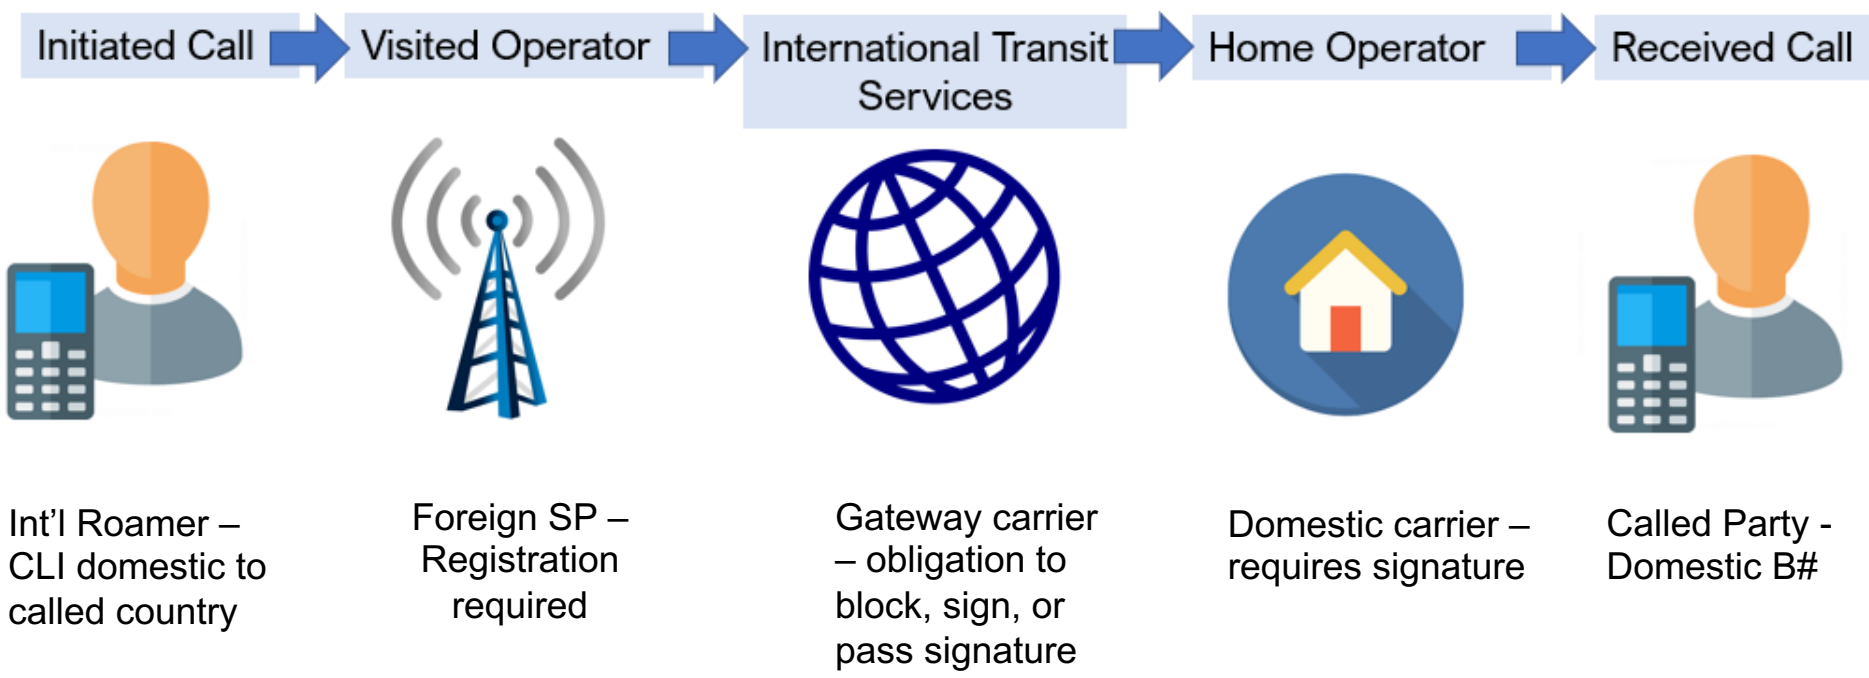 Initiated Call
Visited Operator
International Transit
Services
Home Operator
Received Call
Int’l Roamer –
CLI domestic to
called country
Foreign SP –
Registration
required
Gateway carrier
– obligation to
block, sign, or
pass signature
Domestic carrier –
requires signature
Called Party -
Domestic B#